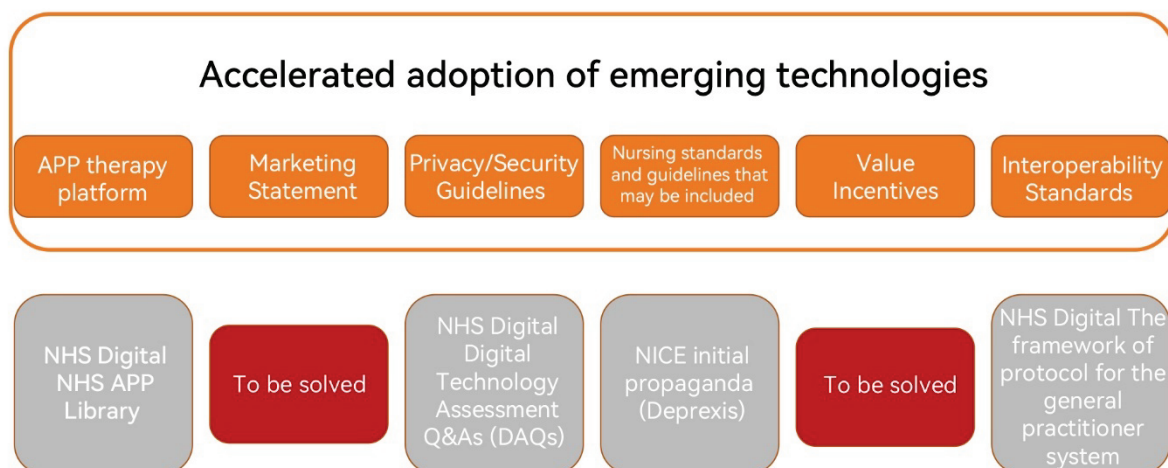 Accelerated adoption of emerging technologies
APP therapy
platform
Marketing
Statement
Privacy/Security
Guidelines
Nursing standards
and guidelines that
may be included
Value
Incentives
Interoperability
Standards
NHS Digital
NHS APP
Library
To be solved
NHS Digital
Digital
Technology
Assessment
Q&As (DAQs)
NICE initial
propaganda
(Deprexis)
To be solved
NHS Digital The
framework of
protocol for the
general
practitioner
system